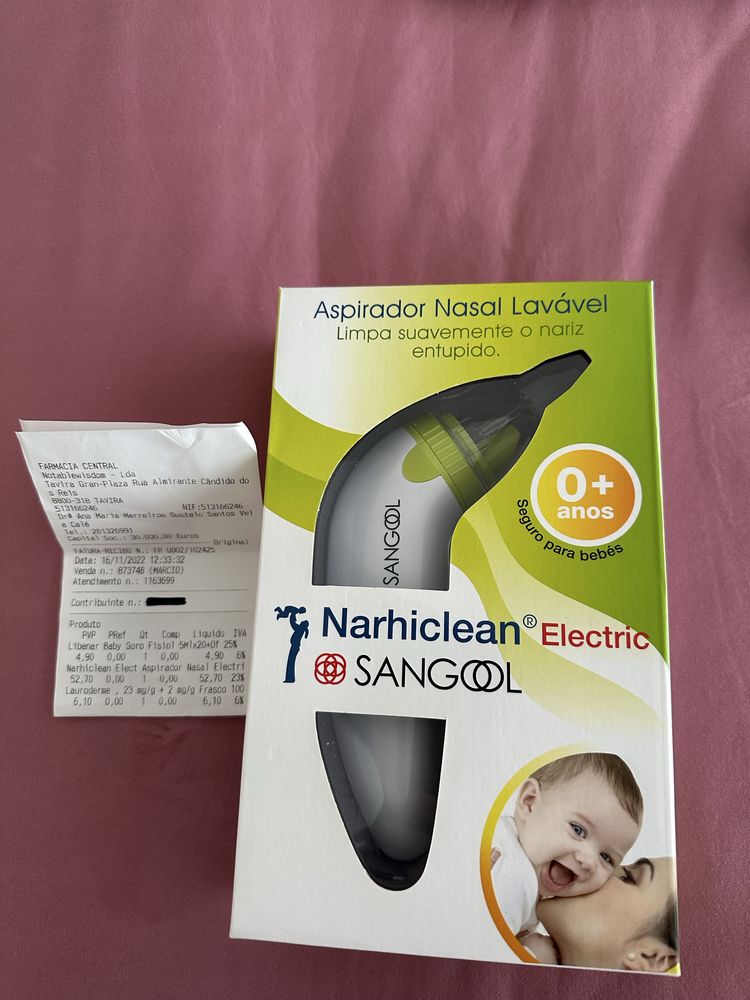 FARMACIA CENTRAL
Notablewisdom - Lda
Tavira Gran-Plaza Rua Almirante Cândido do
s Reis
8800-318 TAVIRA
513166246 NIF:513166246
Drª Ana Maria Marreiros Sustelo Santos Vel
a Calé
Tel.: 281326991
Capital Soc.: 30.000,00 Euros
Original
FATURA-RECIBO N.: FR 0002/102425
Data: 16/11/2022 12:33:32
Venda n.: 873748 (MARCIO)
Atendimento n.: 1163699
Contribuinte n.:
Produto
PVP PRef Qt Comp Liquido IVA
Libenar Baby Soro Fisiol 5Mlx20+Of 25%
4,90 0,00 1 0,00 4,90 6%
Narhiclean Elect Aspirador Nasal Electri
52,70 0,00 1 0,00 52,70 23%
Lauroderme , 23 mg/g + 2 mg/g Frasco 100
6,10 0,00 1 0,00 6,10 6%
Aspirador Nasal Lavável
Limpa suavemente o nariz
entupido.
SANGOOL
0+
anos
Seguro para bebés
Narhiclean® Electric
SANGOOL